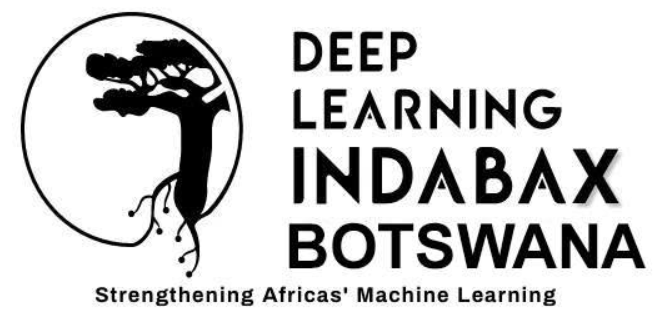 DEEP
LEARNING
INDABAX
BOTSWANA
Strengthening Africas' Machine Learning